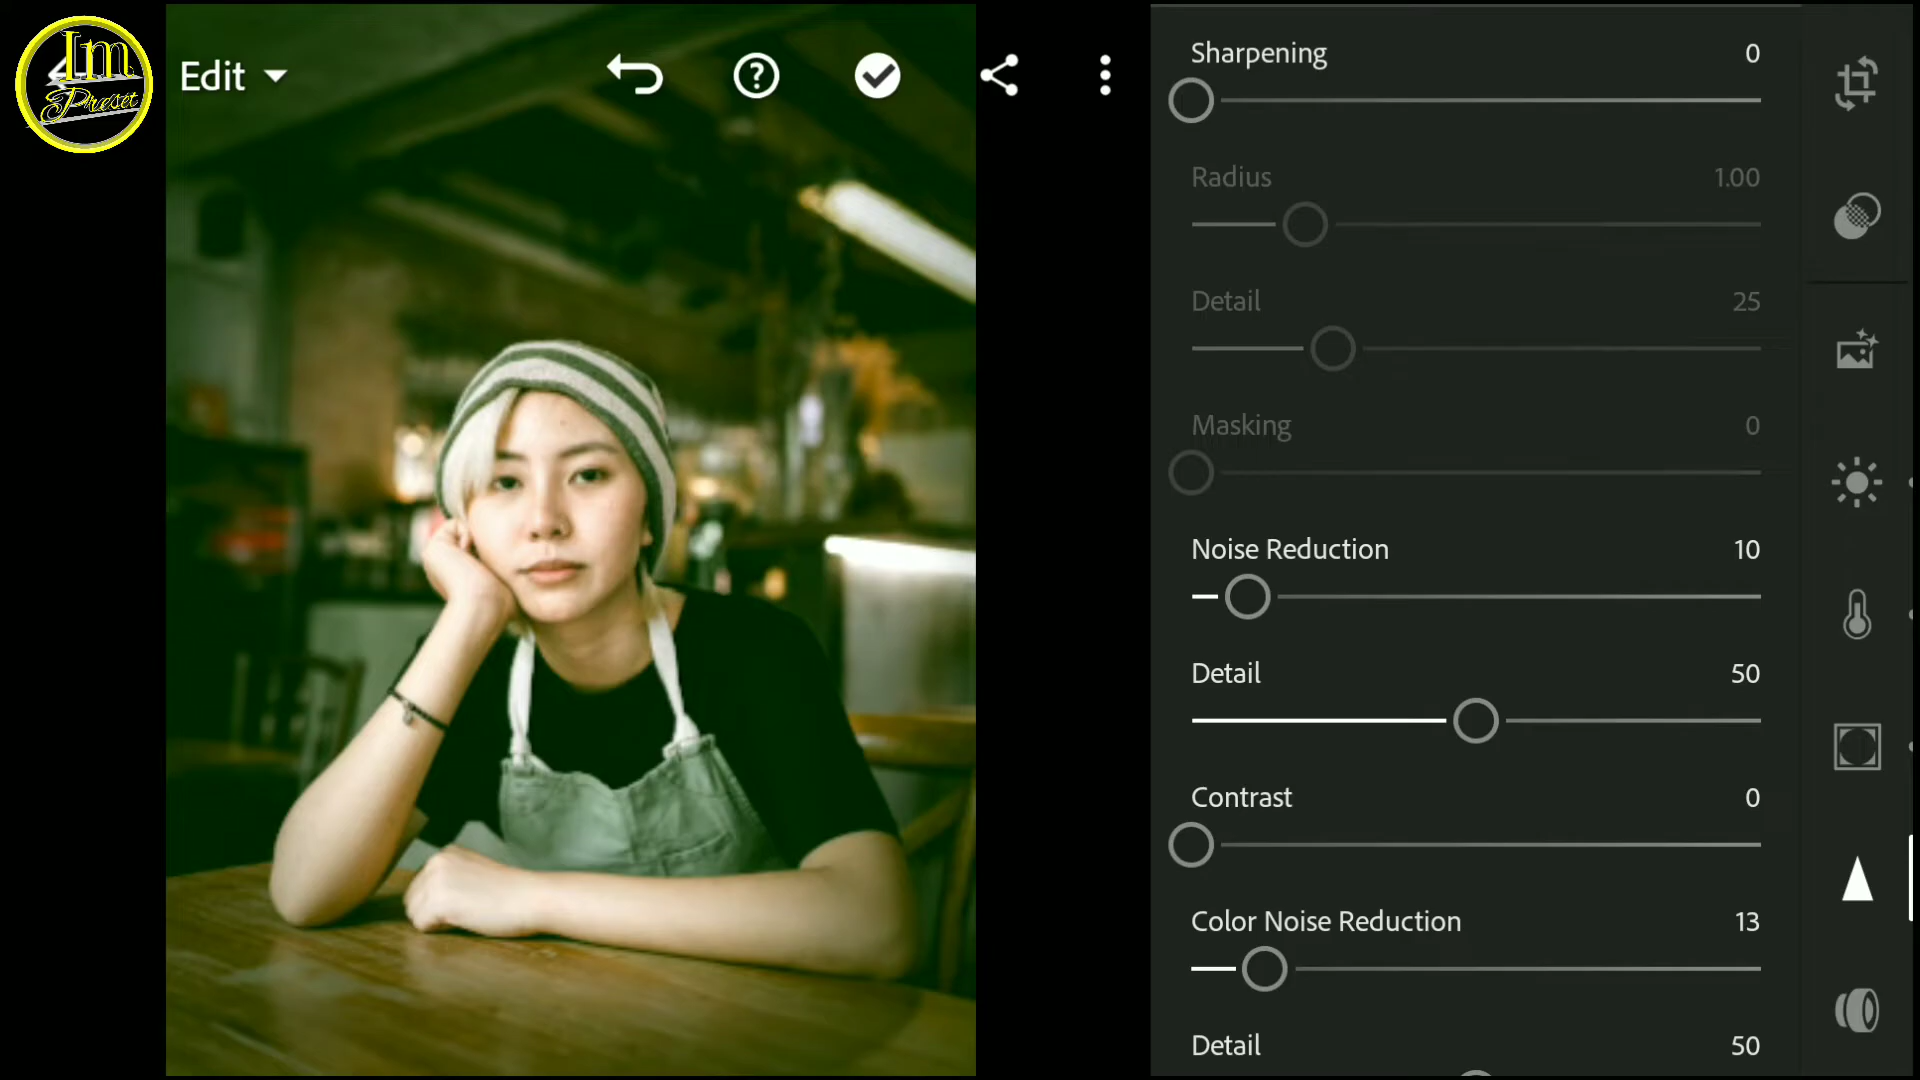 Im
Preset
Edit
Sharpening 0
Radius 1.00
Detail 25
Masking 0
Noise Reduction 10
Detail 50
Contrast 0
Color Noise Reduction 13
Detail 50